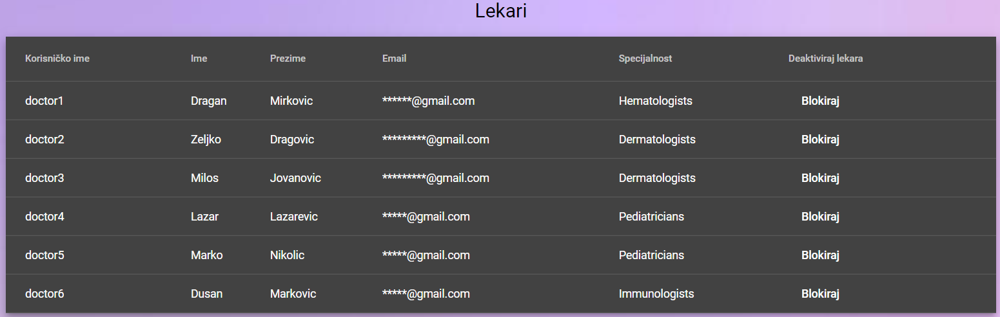 Lekari
Korisničko ime Ime Prezime Email Specijalnost Deaktiviraj lekara
doctor1 Dragan Mirkovic ******@gmail.com Hematologists Blokiraj
doctor2 Zeljko Dragovic *********@gmail.com Dermatologists Blokiraj
doctor3 Milos Jovanovic *********@gmail.com Dermatologists Blokiraj
doctor4 Lazar Lazarevic *****@gmail.com Pediatricians Blokiraj
doctor5 Marko Nikolic *****@gmail.com Pediatricians Blokiraj
doctor6 Dusan Markovic *****@gmail.com Immunologists Blokiraj